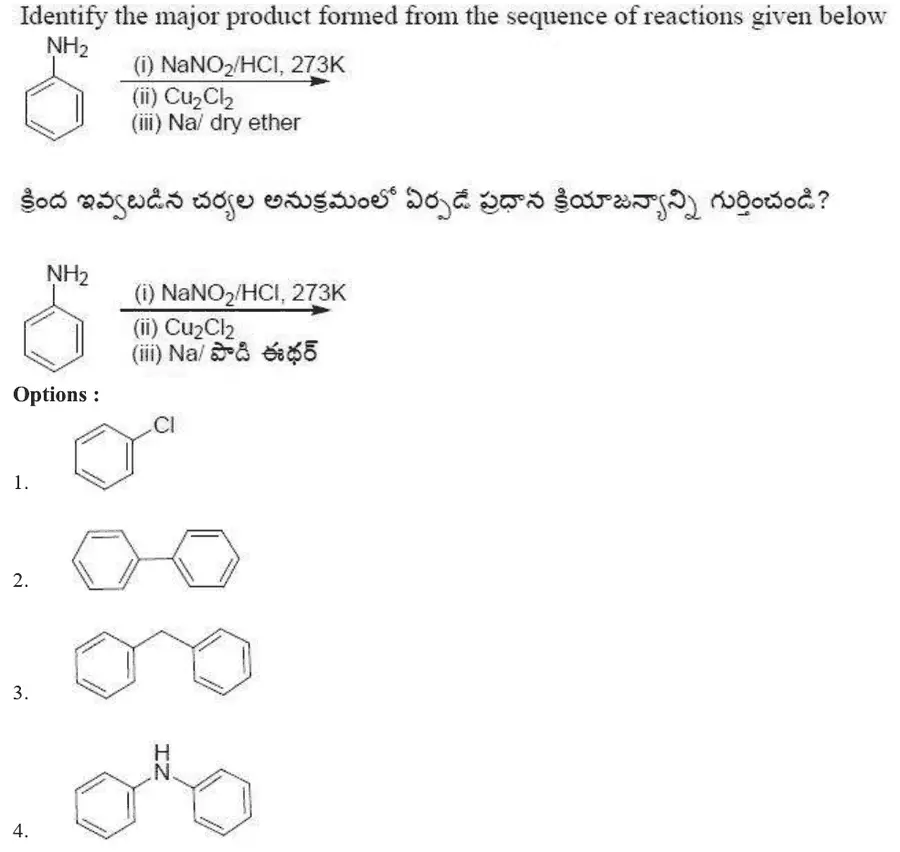 Identify the major product formed from the sequence of reactions given below
NH₂
(i) NaNO₂/HCl, 273K
(ii) Cu₂Cl₂
(iii) Na/ dry ether
క్రింద ఇవ్వబడిన చర్యల అనుక్రమంలో ఏర్పడే ప్రధాన క్రియాజన్యాన్ని గుర్తించండి?
NH₂
(i) NaNO₂/HCl, 273K
(ii) Cu₂Cl₂
(iii) Na/ పొడి ఈథర్
Options :
Cl
1.
2.
3.
H
N
4.